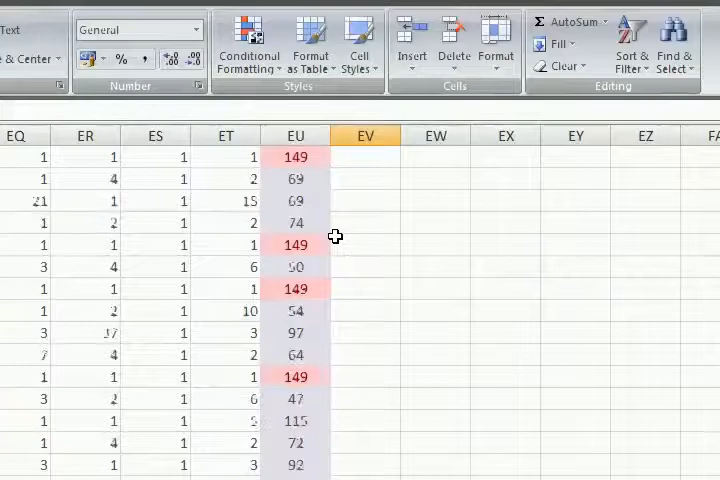 Text
General
AutoSum
Fill
Clear
e & Center
%
,
Conditional Formatting
Format as Table
Cell Styles
Insert
Delete
Format
Sort & Filter
Find & Select
Number
Styles
Cells
Editing
EQ ER ES ET EU EV EW EX EY EZ FA
1 1 1 1 149
1 4 1 2 69
21 1 1 15 69
1 2 1 2 74
1 1 1 1 149
3 4 1 6 50
1 1 1 1 149
1 2 1 10 54
3 37 1 3 97
7 4 1 2 64
1 1 1 1 149
3 2 1 6 47
1 1 1 5 115
1 4 1 2 72
3 1 1 3 92